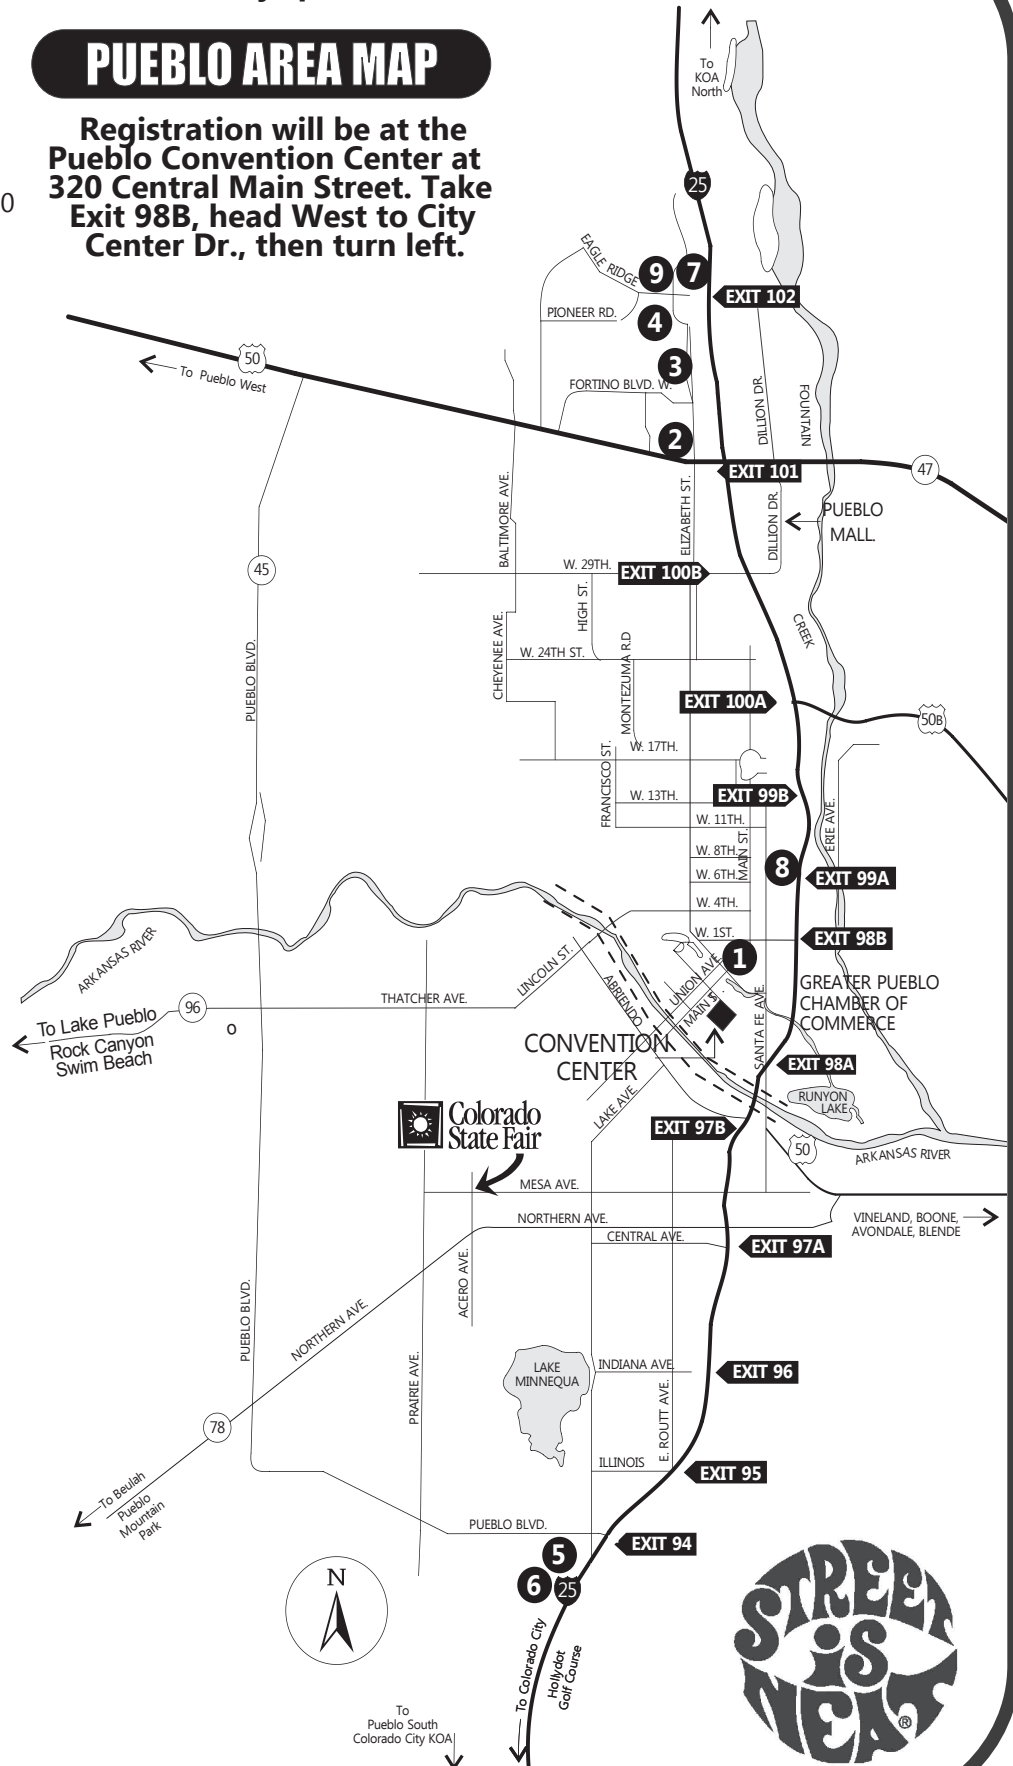 PUEBLO AREA MAP
Registration will be at the
Pueblo Convention Center at
320 Central Main Street. Take
Exit 98B, head West to City
Center Dr., then turn left.
0
To
KOA
North
25
EAGLE RIDGE
9
7
EXIT 102
PIONEER RD.
4
50
To Pueblo West
3
FORTINO BLVD. W.
DILLION DR.
FOUNTAIN
2
EXIT 101
47
BALTIMORE AVE.
ELIZABETH ST.
DILLION DR.
PUEBLO
MALL.
45
W. 29TH.
EXIT 100B
HIGH ST.
CREEK
PUEBLO BLVD.
CHEYENEE AVE.
W. 24TH ST.
MONTEZUMA R.D
EXIT 100A
50B
W. 17TH.
FRANCISCO ST.
W. 13TH.
EXIT 99B
W. 11TH.
MAIN ST.
ERIE AVE.
W. 8TH.
8
W. 6TH.
EXIT 99A
W. 4TH.
W. 1ST.
EXIT 98B
ARKANSAS RIVER
LINCOLN ST.
1
UNION AVE.
ABRIENDO
MAIN S.
SANTA FE AVE.
GREATER PUEBLO
CHAMBER OF
COMMERCE
96
THATCHER AVE.
To Lake Pueblo
Rock Canyon
Swim Beach
o
CONVENTION
CENTER
EXIT 98A
LAKE AVE.
RUNYON
LAKE
Colorado
State Fair
EXIT 97B
50
ARKANSAS RIVER
MESA AVE.
NORTHERN AVE.
VINELAND, BOONE,
AVONDALE, BLENDE
CENTRAL AVE.
EXIT 97A
ACERO AVE.
PUEBLO BLVD.
NORTHERN AVE.
PRAIRIE AVE.
LAKE
MINNEQUA
INDIANA AVE.
EXIT 96
E. ROUTT AVE.
78
ILLINOIS
EXIT 95
To Beulah
Pueblo
Mountain
Park
PUEBLO BLVD.
EXIT 94
5
6
25
N
To Colorado City
Hollydot
Golf Course
To
Pueblo South
Colorado City KOA
STREET
iS
NEAT
®